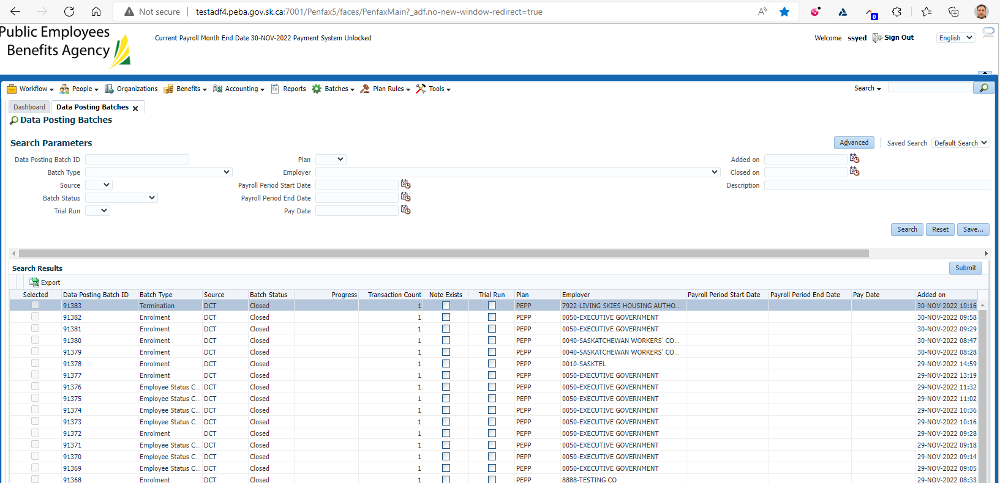 Not secure | testadf4.peba.gov.sk.ca:7001/Penfax5/faces/PenfaxMain?_adf.no-new-window-redirect=true
0
Public Employees
Benefits Agency
Current Payroll Month End Date 30-NOV-2022 Payment System Unlocked
Welcome ssyed Sign Out English
Workflow People Organizations Benefits Accounting Reports Batches Plan Rules Tools Search
Dashboard Data Posting Batches
Data Posting Batches
Search Parameters Advanced Saved Search Default Search
Data Posting Batch ID Plan Added on
Batch Type Employer Closed on
Source Payroll Period Start Date Description
Batch Status Payroll Period End Date
Trial Run Pay Date
Search Reset Save...
Search Results Submit
Export
Selected Data Posting Batch ID Batch Type Source Batch Status Progress Transaction Count Note Exists Trial Run Plan Employer Payroll Period Start Date Payroll Period End Date Pay Date Added on
91383 Termination DCT Closed 1 PEPP 7922-LIVING SKIES HOUSING AUTHO... 30-NOV-2022 10:16
91382 Enrolment DCT Closed 1 PEPP 0050-EXECUTIVE GOVERNMENT 30-NOV-2022 09:58
91381 Enrolment DCT Closed 1 PEPP 0050-EXECUTIVE GOVERNMENT 30-NOV-2022 09:29
91380 Enrolment DCT Closed 1 PEPP 0040-SASKATCHEWAN WORKERS' CO... 30-NOV-2022 08:47
91379 Enrolment DCT Closed 1 PEPP 0040-SASKATCHEWAN WORKERS' CO... 30-NOV-2022 08:28
91378 Enrolment DCT Closed 1 PEPP 0010-SASKTEL 29-NOV-2022 14:59
91377 Enrolment DCT Closed 1 PEPP 0050-EXECUTIVE GOVERNMENT 29-NOV-2022 13:19
91376 Employee Status C... DCT Closed 1 PEPP 0050-EXECUTIVE GOVERNMENT 29-NOV-2022 11:32
91375 Employee Status C... DCT Closed 1 PEPP 0050-EXECUTIVE GOVERNMENT 29-NOV-2022 11:02
91374 Employee Status C... DCT Closed 1 PEPP 0050-EXECUTIVE GOVERNMENT 29-NOV-2022 10:36
91373 Employee Status C... DCT Closed 1 PEPP 0050-EXECUTIVE GOVERNMENT 29-NOV-2022 10:16
91372 Enrolment DCT Closed 1 PEPP 0050-EXECUTIVE GOVERNMENT 29-NOV-2022 09:28
91371 Employee Status C... DCT Closed 1 PEPP 0050-EXECUTIVE GOVERNMENT 29-NOV-2022 09:18
91370 Employee Status C... DCT Closed 1 PEPP 0050-EXECUTIVE GOVERNMENT 29-NOV-2022 09:14
91369 Employee Status C... DCT Closed 1 PEPP 0050-EXECUTIVE GOVERNMENT 29-NOV-2022 09:05
91368 Enrolment DCT Closed 1 PEPP 8888-TESTING CO 29-NOV-2022 08:33